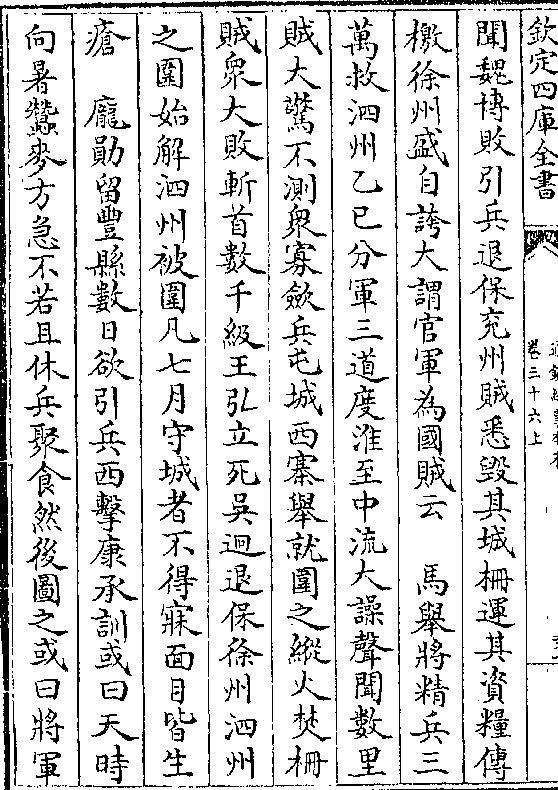 欽定四庫全書
卷三十六上
聞魏博敗引兵退保兖州賊悉毀其城柵運其資糧傳
檄徐州盛自誇大謂官軍為國賊云　馬舉將精兵三
萬救泗州乙巳分軍三道度淮至中流大譟聲聞數里
賊大驚不測衆寡斂兵屯城西寨舉就圍之縱火焚柵
賊衆大敗斬首數千級王弘立死吳迥退保徐州泗州
之圍始解泗州被圍凡七月守城者不得寐面目皆生
瘡　龐勛留豐縣數日欲引兵西擊康承訓或曰天時
向暑蠶麥方急不若且休兵聚食然後圖之或曰將軍